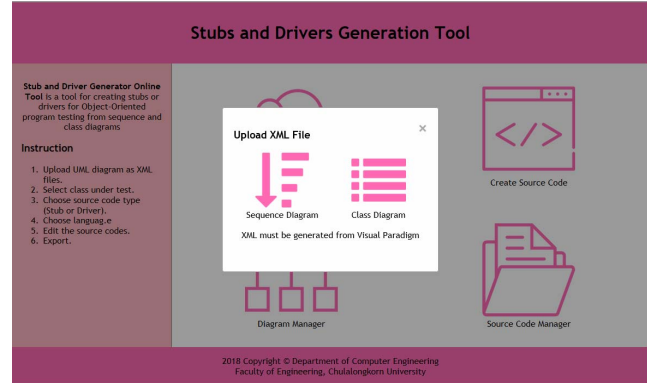 Stubs and Drivers Generation Tool
Stub and Driver Generator Online
Tool is a tool for creating stubs or
drivers for Object-Oriented
program testing from sequence and
class diagrams
Instruction
1. Upload UML diagram as XML
files.
2. Select class under test.
3. Choose source code type
(Stub or Driver).
4. Choose languag.e
5. Edit the source codes.
6. Export.
Upload XML File
×
Sequence Diagram
Class Diagram
XML must be generated from Visual Paradigm
</>
Create Source Code
Diagram Manager
Source Code Manager
2018 Copyright © Department of Computer Engineering
Faculty of Engineering, Chulalongkorn University